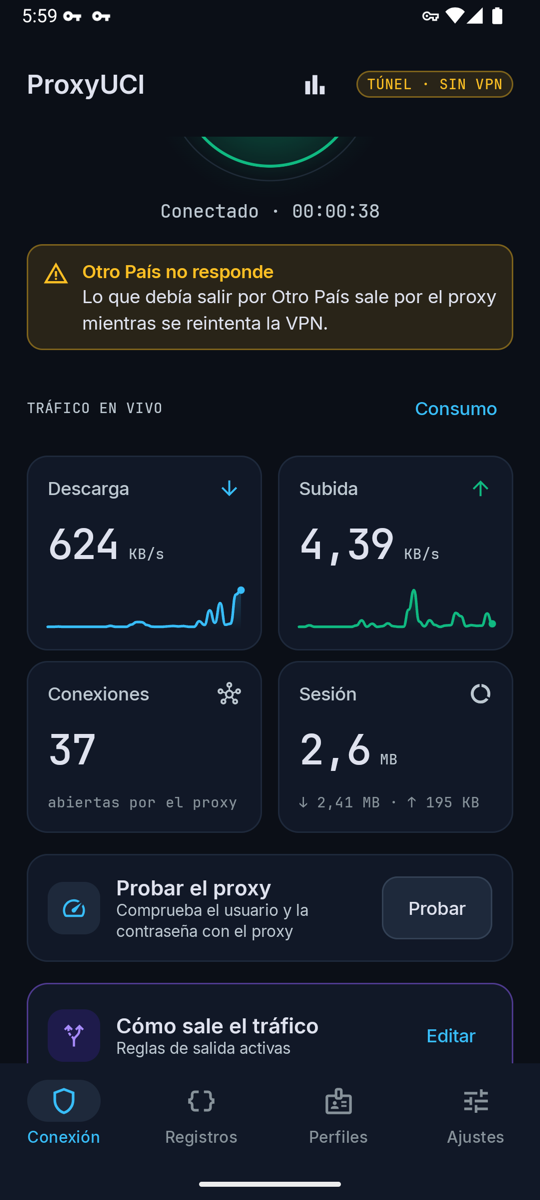 5:59
ProxyUCI
TÚNEL · SIN VPN
Conectado · 00:00:38
Otro País no responde
Lo que debía salir por Otro País sale por el proxy
mientras se reintenta la VPN.
TRÁFICO EN VIVO
Consumo
Descarga
624 KB/s
Subida
4,39 KB/s
Conexiones
37
abiertas por el proxy
Sesión
2,6 MB
↓ 2,41 MB · ↑ 195 KB
Probar el proxy
Comprueba el usuario y la
contraseña con el proxy
Probar
Cómo sale el tráfico
Reglas de salida activas
Editar
Conexión
Registros
Perfiles
Ajustes